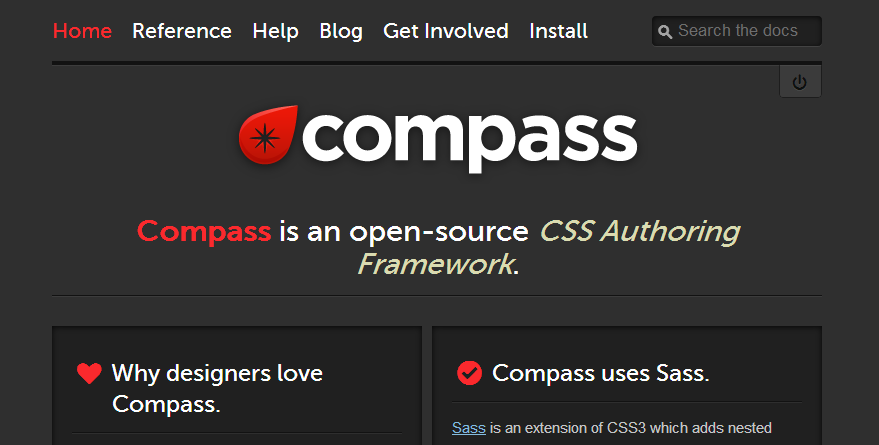 Home Reference Help Blog Get Involved Install Search the docs
compass
Compass is an open-source CSS Authoring
Framework.
Why designers love
Compass.
Compass uses Sass.
Sass is an extension of CSS3 which adds nested